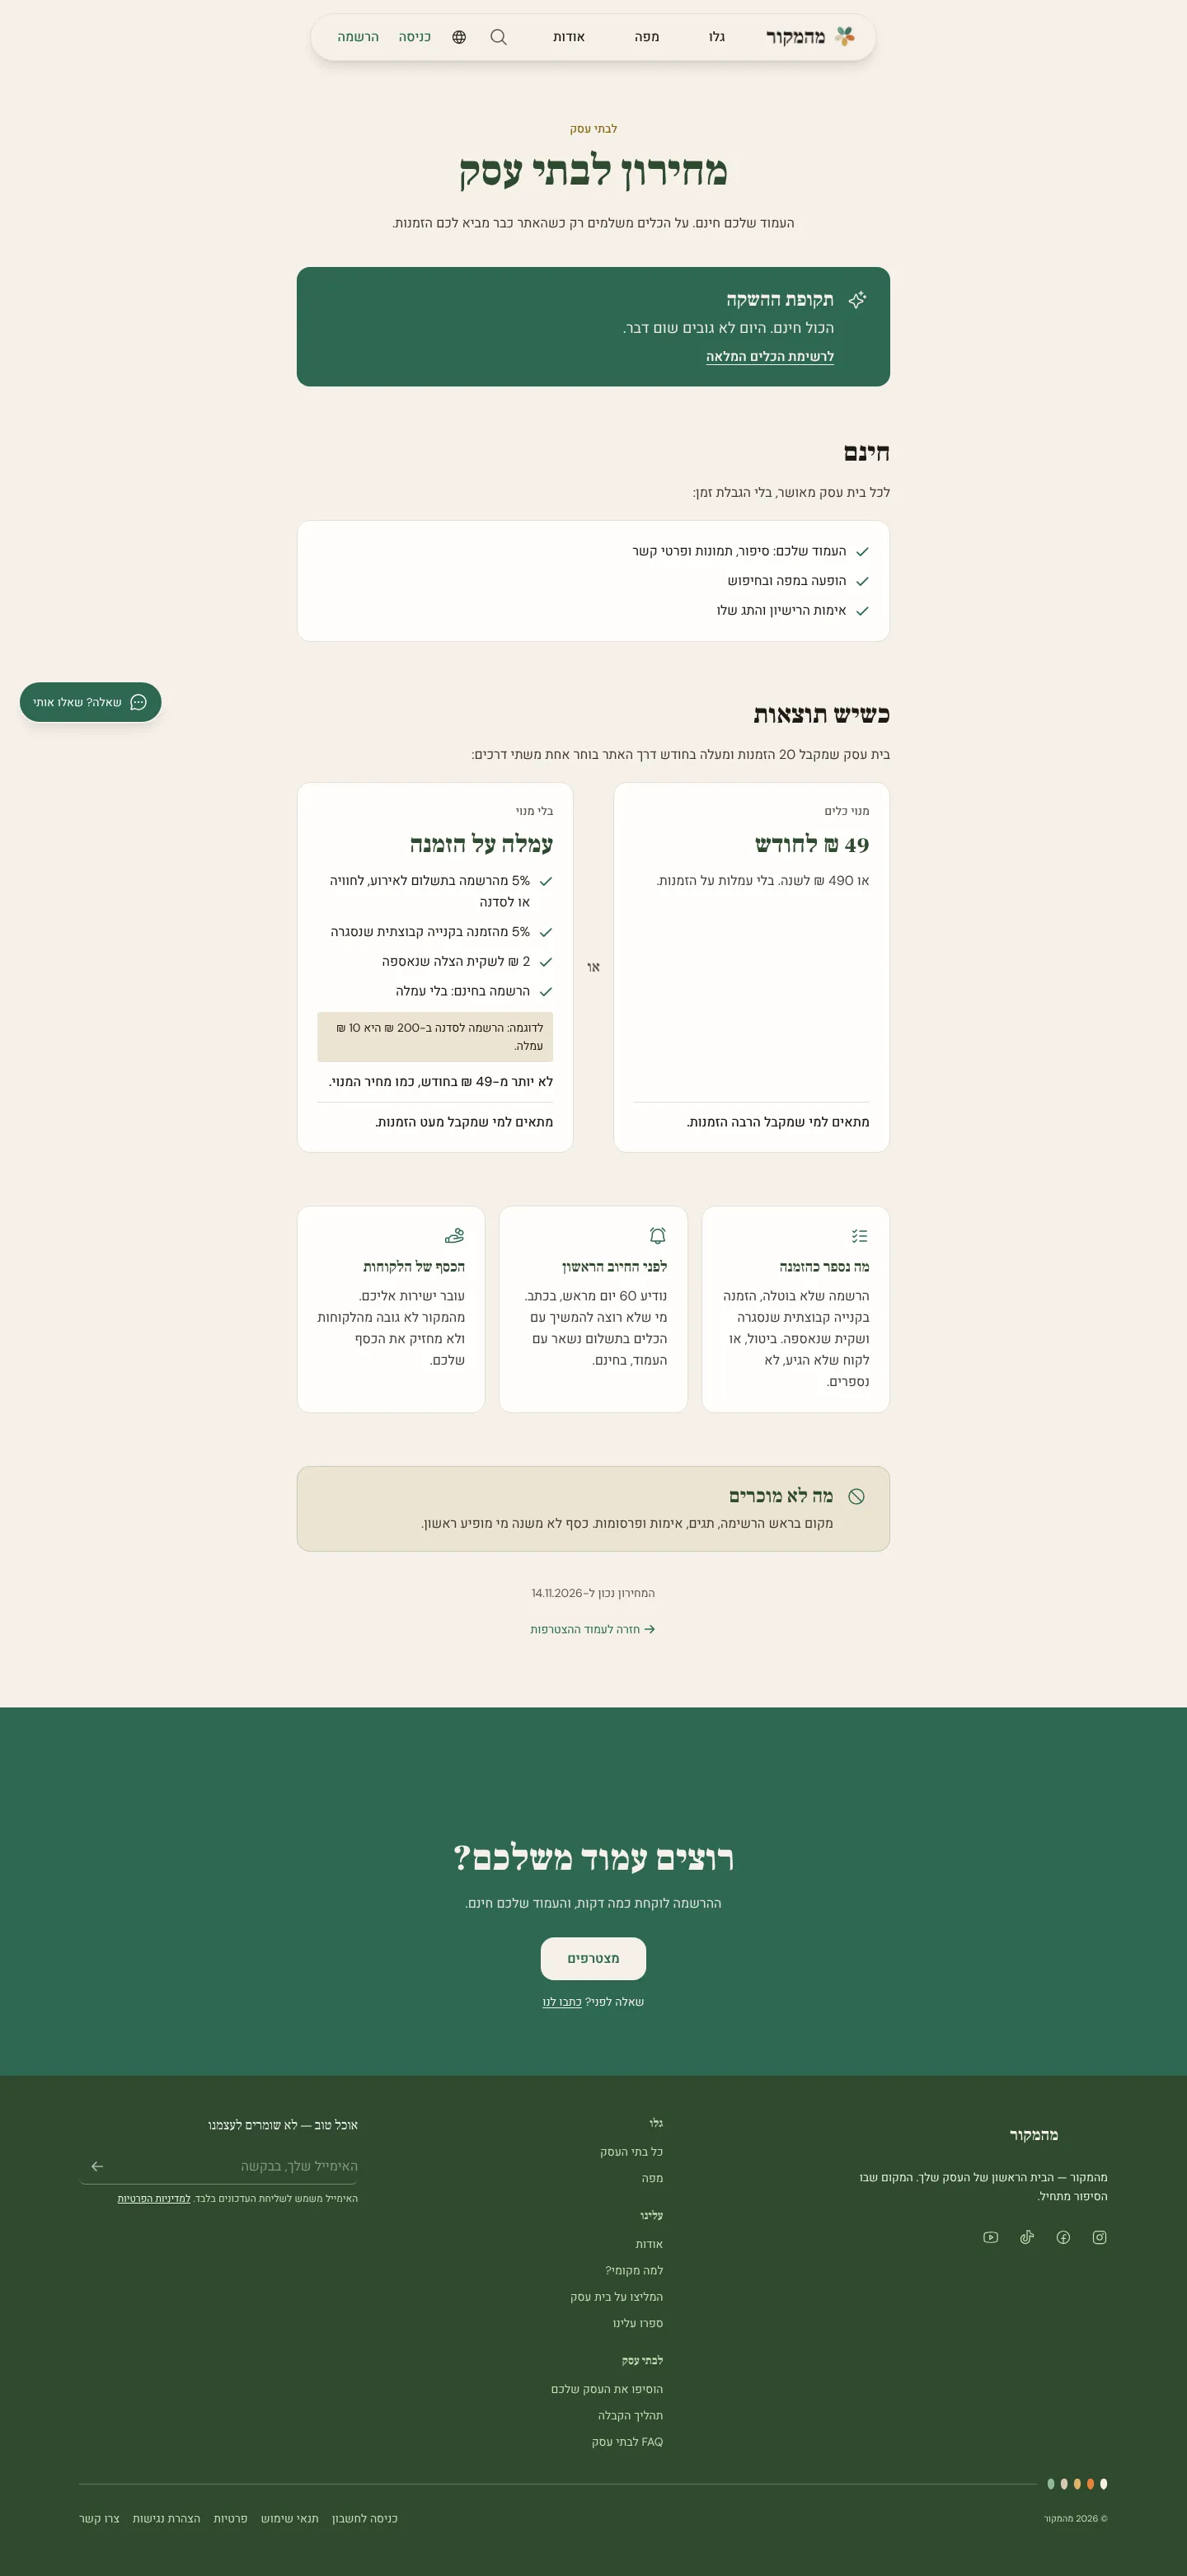 מהמקור
גלו
מפה
אודות
כניסה
הרשמה
לבתי עסק
מחירון לבתי עסק
העמוד שלכם חינם. על הכלים משלמים רק כשהאתר כבר מביא לכם הזמנות.
תקופת ההשקה
הכול חינם. היום לא גובים שום דבר.
לרשימת הכלים המלאה
חינם
לכל בית עסק מאושר, בלי הגבלת זמן:
העמוד שלכם: סיפור, תמונות ופרטי קשר
הופעה במפה ובחיפוש
אימות הרישיון והתג שלו
שאלה? שאלו אותי
כשיש תוצאות
בית עסק שמקבל 20 הזמנות ומעלה בחודש דרך האתר בוחר אחת משתי דרכים:
מנוי כלים
49 ₪ לחודש
או 490 ₪ לשנה. בלי עמלות על הזמנות.
מתאים למי שמקבל הרבה הזמנות.
או
בלי מנוי
עמלה על הזמנה
5% מהרשמה בתשלום לאירוע, לחוויה
או לסדנה
5% מהזמנה בקנייה קבוצתית שנסגרה
2 ₪ לשקית הצלה שנאספה
הרשמה בחינם: בלי עמלה
לדוגמה: הרשמה לסדנה ב-200 ₪ היא 10 ₪
עמלה.
לא יותר מ-49 ₪ בחודש, כמו מחיר המנוי.
מתאים למי שמקבל מעט הזמנות.
מה נספר כהזמנה
הרשמה שלא בוטלה, הזמנה
בקנייה קבוצתית שנסגרה
ושקית שנאספה. ביטול, או
לקוח שלא הגיע, לא
נספרים.
לפני החיוב הראשון
נודיע 60 יום מראש, בכתב.
מי שלא רוצה להמשיך עם
הכלים בתשלום נשאר עם
העמוד, בחינם.
הכסף של הלקוחות
עובר ישירות אליכם.
מהמקור לא גובה מהלקוחות
ולא מחזיק את הכסף
שלכם.
מה לא מוכרים
מקום בראש הרשימה, תגים, אימות ופרסומות. כסף לא משנה מי מופיע ראשון.
המחירון נכון ל-14.11.2026
חזרה לעמוד ההצטרפות
רוצים עמוד משלכם?
ההרשמה לוקחת כמה דקות, והעמוד שלכם חינם.
מצטרפים
שאלה לפני? כתבו לנו
מהמקור
מהמקור — הבית הראשון של העסק שלך. המקום שבו
הסיפור מתחיל.
גלו
כל בתי העסק
מפה
עלינו
אודות
למה מקומי?
המליצו על בית עסק
ספרו עלינו
לבתי עסק
הוסיפו את העסק שלכם
תהליך הקבלה
FAQ לבתי עסק
אוכל טוב — לא שומרים לעצמנו
האימייל שלך, בבקשה
האימייל משמש לשליחת העדכונים בלבד. למדיניות הפרטיות
© 2026 מהמקור
כניסה לחשבון
תנאי שימוש
פרטיות
הצהרת נגישות
צרו קשר